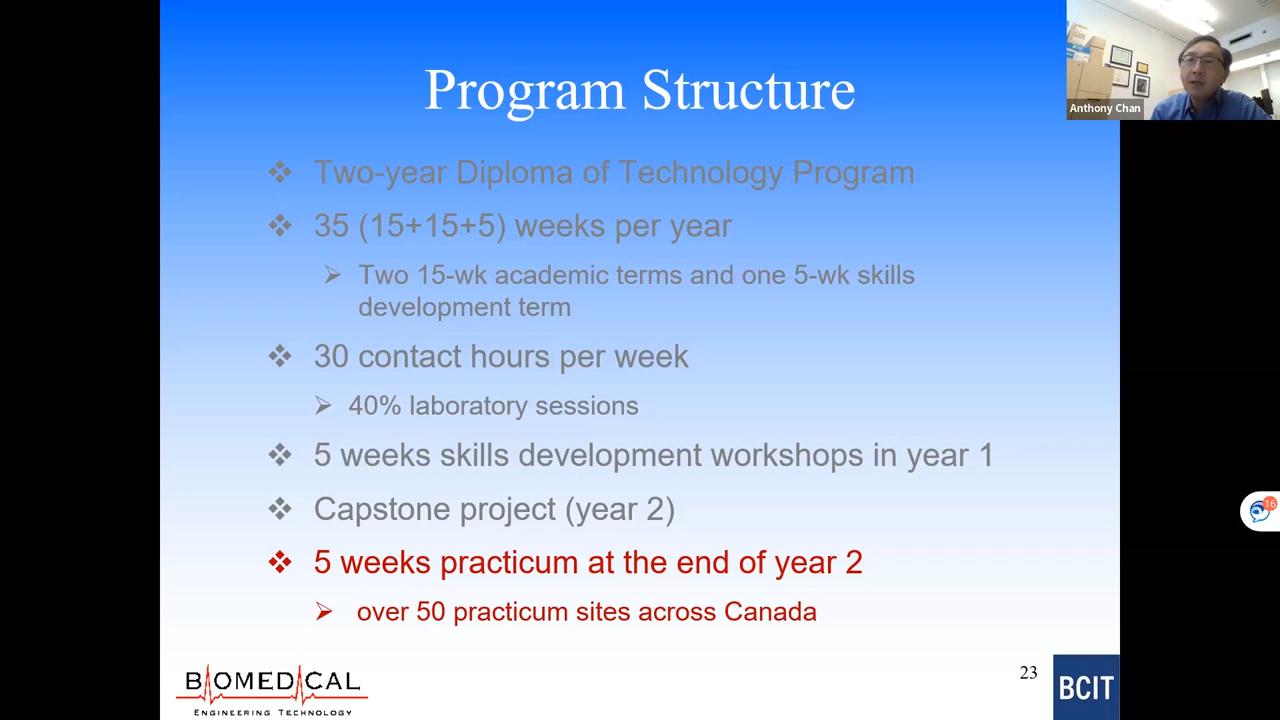 Program Structure
Anthony Chan
Two-year Diploma of Technology Program
35 (15+15+5) weeks per year
Two 15-wk academic terms and one 5-wk skills
development term
30 contact hours per week
40% laboratory sessions
5 weeks skills development workshops in year 1
Capstone project (year 2)
16
5 weeks practicum at the end of year 2
over 50 practicum sites across Canada
BIOMEDICAL
ENGINEERING TECHNOLOGY
23
BCIT